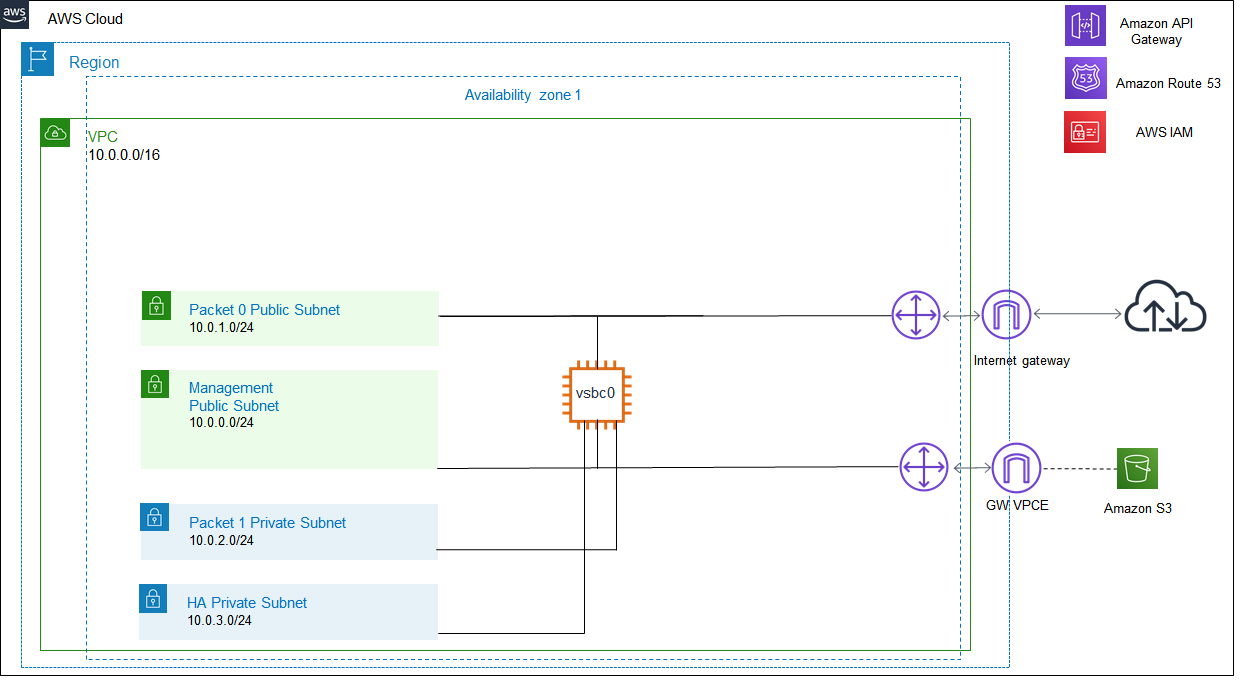 aws
AWS Cloud
Region
Availability zone 1
VPC
10.0.0.0/16
Packet 0 Public Subnet
10.0.1.0/24
Management
Public Subnet
10.0.0.0/24
Packet 1 Private Subnet
10.0.2.0/24
HA Private Subnet
10.0.3.0/24
vsbc0
Internet gateway
GW VPCE
Amazon S3
Amazon API
Gateway
53
Amazon Route 53
AWS IAM